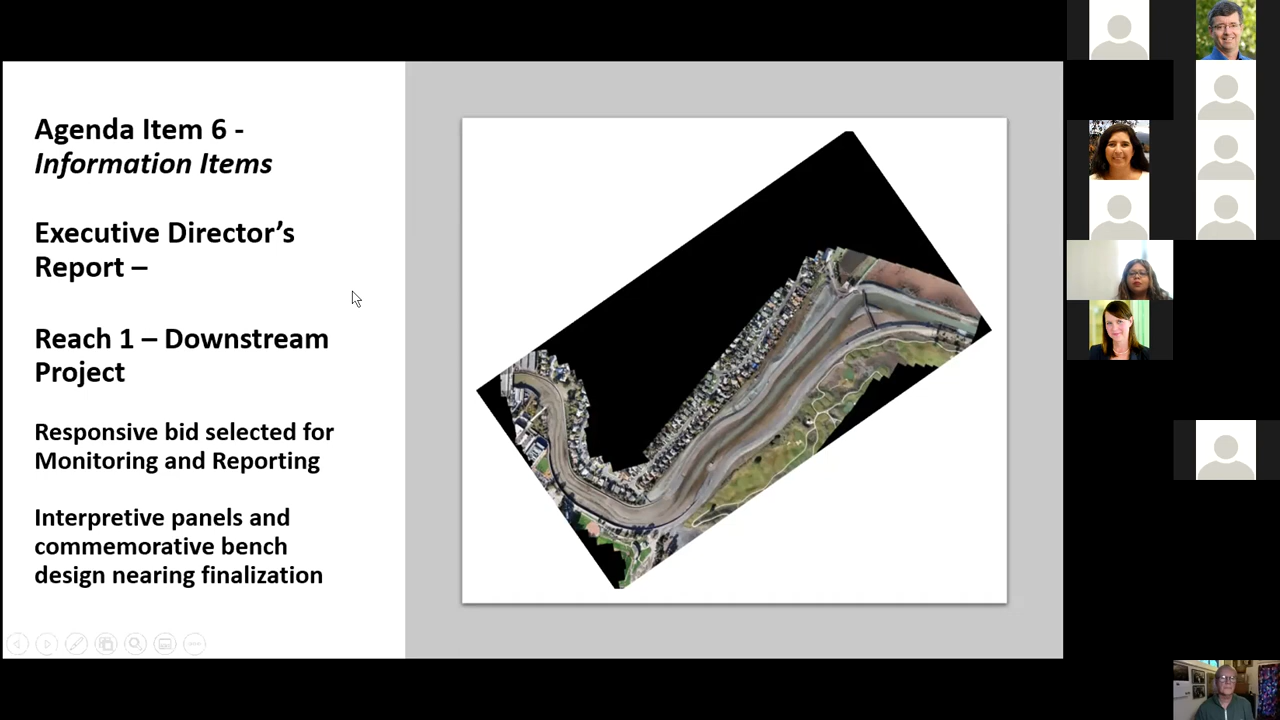 Agenda Item 6 -
Information Items
Executive Director’s
Report –
Reach 1 – Downstream
Project
Responsive bid selected for
Monitoring and Reporting
Interpretive panels and
commemorative bench
design nearing finalization